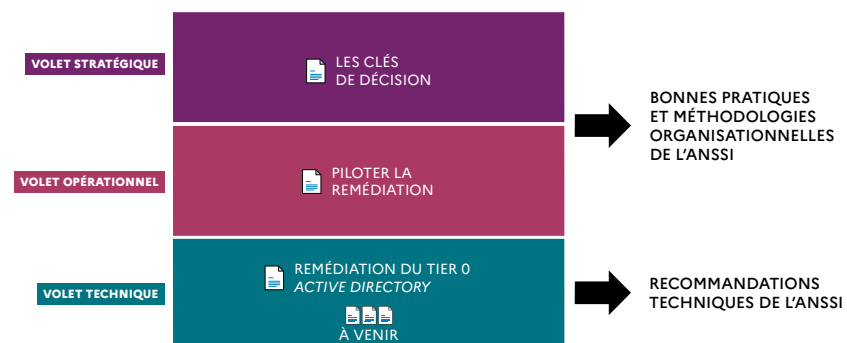 VOLET STRATÉGIQUE
LES CLÉS
DE DÉCISION
BONNES PRATIQUES
ET MÉTHODOLOGIES
ORGANISATIONNELLES
DE L'ANSSI
VOLET OPÉRATIONNEL
PILOTER LA
REMÉDIATION
VOLET TECHNIQUE
REMÉDIATION DU TIER 0
ACTIVE DIRECTORY
À VENIR
RECOMMANDATIONS
TECHNIQUES DE L'ANSSI